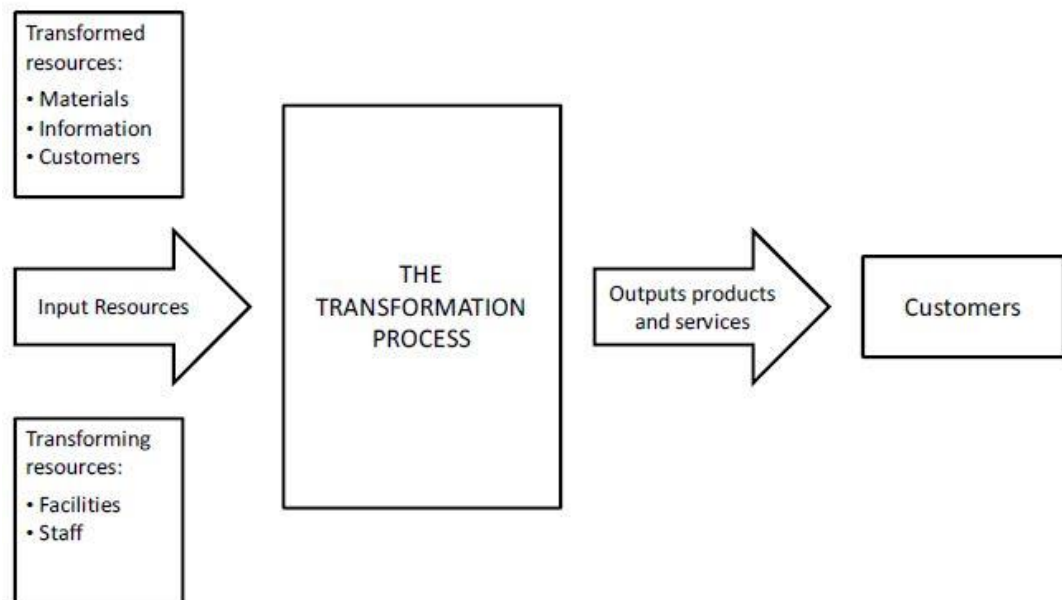 Transformed
resources:
• Materials
• Information
• Customers
Input Resources
Transforming
resources:
• Facilities
• Staff
THE
TRANSFORMATION
PROCESS
Outputs products
and services
Customers